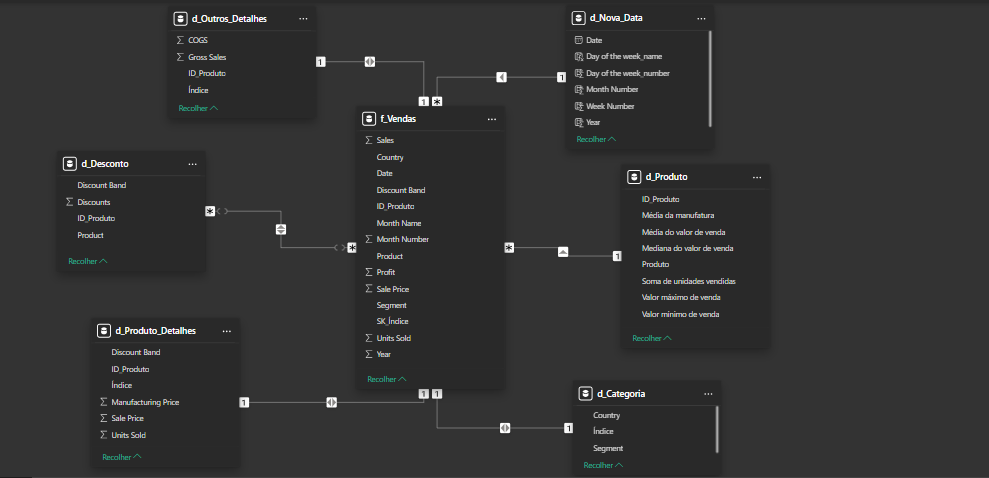 d_Outros_Detalhes
COGS
Gross Sales
ID_Produto
Índice
Recolher
d_Nova_Data
Date
Day of the week_name
Day of the week_number
Month Number
Week Number
Year
Recolher
1
1
1
*
f_Vendas
Sales
Country
Date
Discount Band
ID_Produto
Month Name
Month Number
Product
Profit
Sale Price
Segment
SK_Índice
Units Sold
Year
Recolher
d_Desconto
Discount Band
Discounts
ID_Produto
Product
Recolher
*
*
*
1
d_Produto
ID_Produto
Média da manufatura
Média do valor de venda
Mediana do valor de venda
Produto
Soma de unidades vendidas
Valor máximo de venda
Valor mínimo de venda
Recolher
d_Produto_Detalhes
Discount Band
ID_Produto
Índice
Manufacturing Price
Sale Price
Units Sold
Recolher
1
1
1
1
d_Categoria
Country
Índice
Segment
Recolher